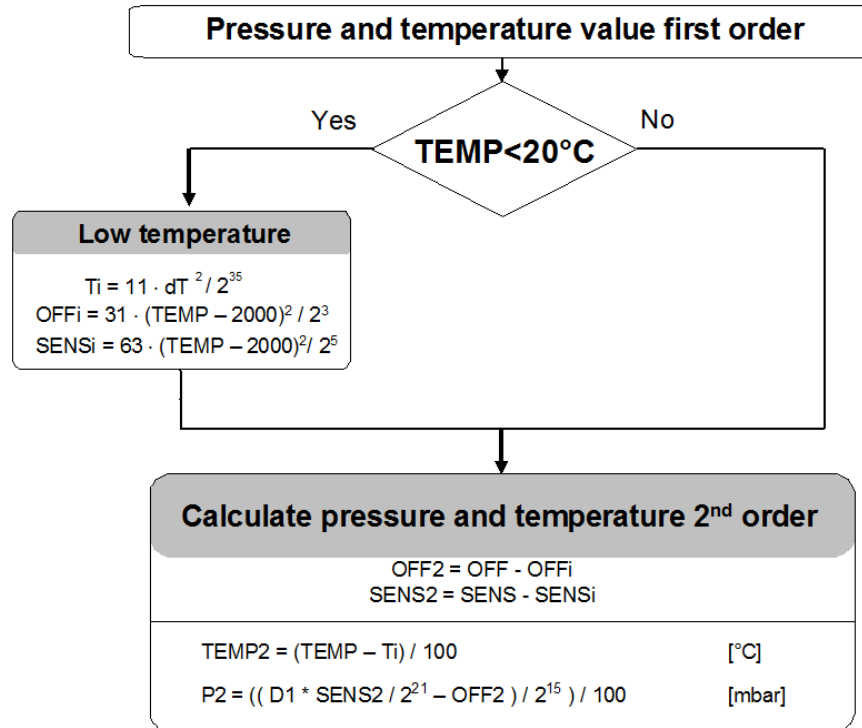 Pressure and temperature value first order
Yes
No
TEMP<20°C
Low temperature
Ti = 11 · dT ² / 2³⁵
OFFi = 31 · (TEMP – 2000)² / 2³
SENSi = 63 · (TEMP – 2000)²/ 2⁵
Calculate pressure and temperature 2ⁿᵈ order
OFF2 = OFF - OFFi
SENS2 = SENS - SENSi
TEMP2 = (TEMP – Ti) / 100 [°C]
P2 = (( D1 * SENS2 / 2²¹ – OFF2 ) / 2¹⁵ ) / 100 [mbar]